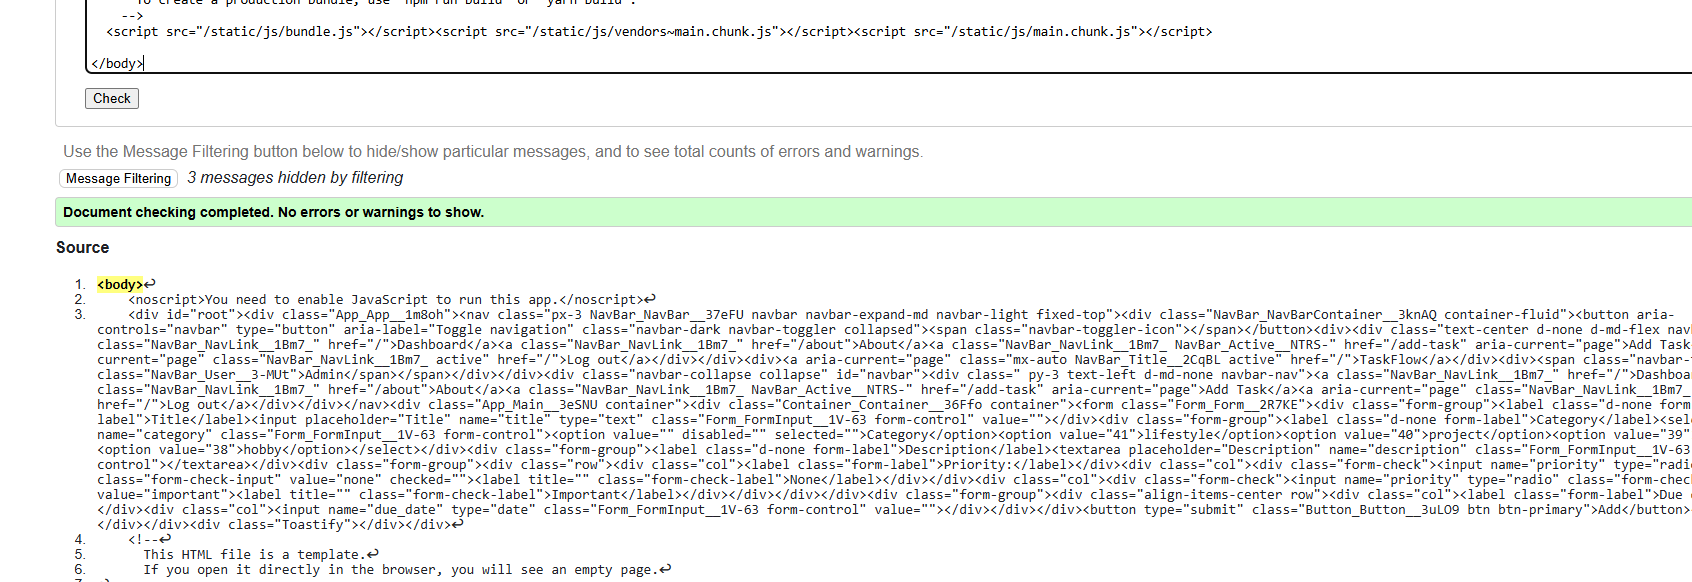 To create a production bundle, use `npm run build` or `yarn build`.
-->
<script src="/static/js/bundle.js"></script><script src="/static/js/vendors~main.chunk.js"></script><script src="/static/js/main.chunk.js"></script>
</body>
Check
Use the Message Filtering button below to hide/show particular messages, and to see total counts of errors and warnings.
Message Filtering 3 messages hidden by filtering
Document checking completed. No errors or warnings to show.
Source
1. <body>↩
2. <noscript>You need to enable JavaScript to run this app.</noscript>↩
3. <div id="root"><div class="App_App__1m8oh"><nav class="px-3 NavBar_NavBar__37eFU navbar navbar-expand-md navbar-light fixed-top"><div class="NavBar_NavBarContainer__3knAQ container-fluid"><button aria-
controls="navbar" type="button" aria-label="Toggle navigation" class="navbar-dark navbar-toggler collapsed"><span class="navbar-toggler-icon"></span></button><div><div class="text-center d-none d-md-flex nav
class="NavBar_NavLink__1Bm7_" href="/">Dashboard</a><a class="NavBar_NavLink__1Bm7_" href="/about">About</a><a class="NavBar_NavLink__1Bm7_ NavBar_Active__NTRS-" href="/add-task" aria-current="page">Add Task
current="page" class="NavBar_NavLink__1Bm7_ active" href="/">Log out</a></div></div><div><a aria-current="page" class="mx-auto NavBar_Title__2CqBL active" href="/">TaskFlow</a></div><div><span class="navbar-
class="NavBar_User__3-MUt">Admin</span></span></div></div><div class="navbar-collapse collapse" id="navbar"><div class=" py-3 text-left d-md-none navbar-nav"><a class="NavBar_NavLink__1Bm7_" href="/">Dashboa
class="NavBar_NavLink__1Bm7_" href="/about">About</a><a class="NavBar_NavLink__1Bm7_ NavBar_Active__NTRS-" href="/add-task" aria-current="page">Add Task</a><a aria-current="page" class="NavBar_NavLink__1Bm7_
href="/">Log out</a></div></div></nav><div class="App_Main__3eSNU container"><div class="Container_Container__36Ffo container"><form class="Form_Form__2R7KE"><div class="form-group"><label class="d-none form
label">Title</label><input placeholder="Title" name="title" type="text" class="Form_FormInput__1V-63 form-control" value=""></div><div class="form-group"><label class="d-none form-label">Category</label><sel
name="category" class="Form_FormInput__1V-63 form-control"><option value="" disabled="" selected="">Category</option><option value="41">lifestyle</option><option value="40">project</option><option value="39"
<option value="38">hobby</option></select></div><div class="form-group"><label class="d-none form-label">Description</label><textarea placeholder="Description" name="description" class="Form_FormInput__1V-63
control"></textarea></div><div class="form-group"><div class="row"><div class="col"><label class="form-label">Priority:</label></div><div class="col"><div class="form-check"><input name="priority" type="radi
class="form-check-input" value="none" checked=""><label title="" class="form-check-label">None</label></div></div><div class="col"><div class="form-check"><input name="priority" type="radio" class="form-chec
value="important"><label title="" class="form-check-label">Important</label></div></div></div></div><div class="form-group"><div class="align-items-center row"><div class="col"><label class="form-label">Due
</div><div class="col"><input name="due_date" type="date" class="Form_FormInput__1V-63 form-control" value=""></div></div></div><button type="submit" class="Button_Button__3uLO9 btn btn-primary">Add</button>
</div></div><div class="Toastify"></div></div>↩
4. <!--↩
5. This HTML file is a template.↩
6. If you open it directly in the browser, you will see an empty page.↩